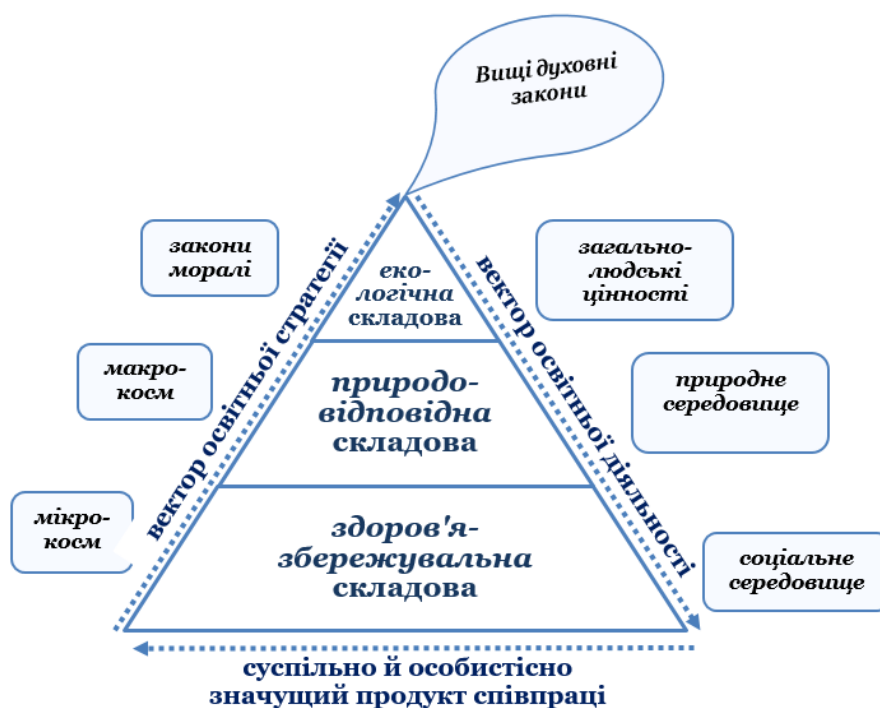 Вищі духовні
закони
закони
моралі
загально-
людські
цінності
еко-
логічна
складова
вектор освітньої стратегії
вектор освітньої діяльності
макро-
косм
природо-
відповідна
складова
природне
середовище
мікро-
косм
здоров'я-
збережувальна
складова
соціальне
середовище
суспільно й особистісно
значущий продукт співпраці